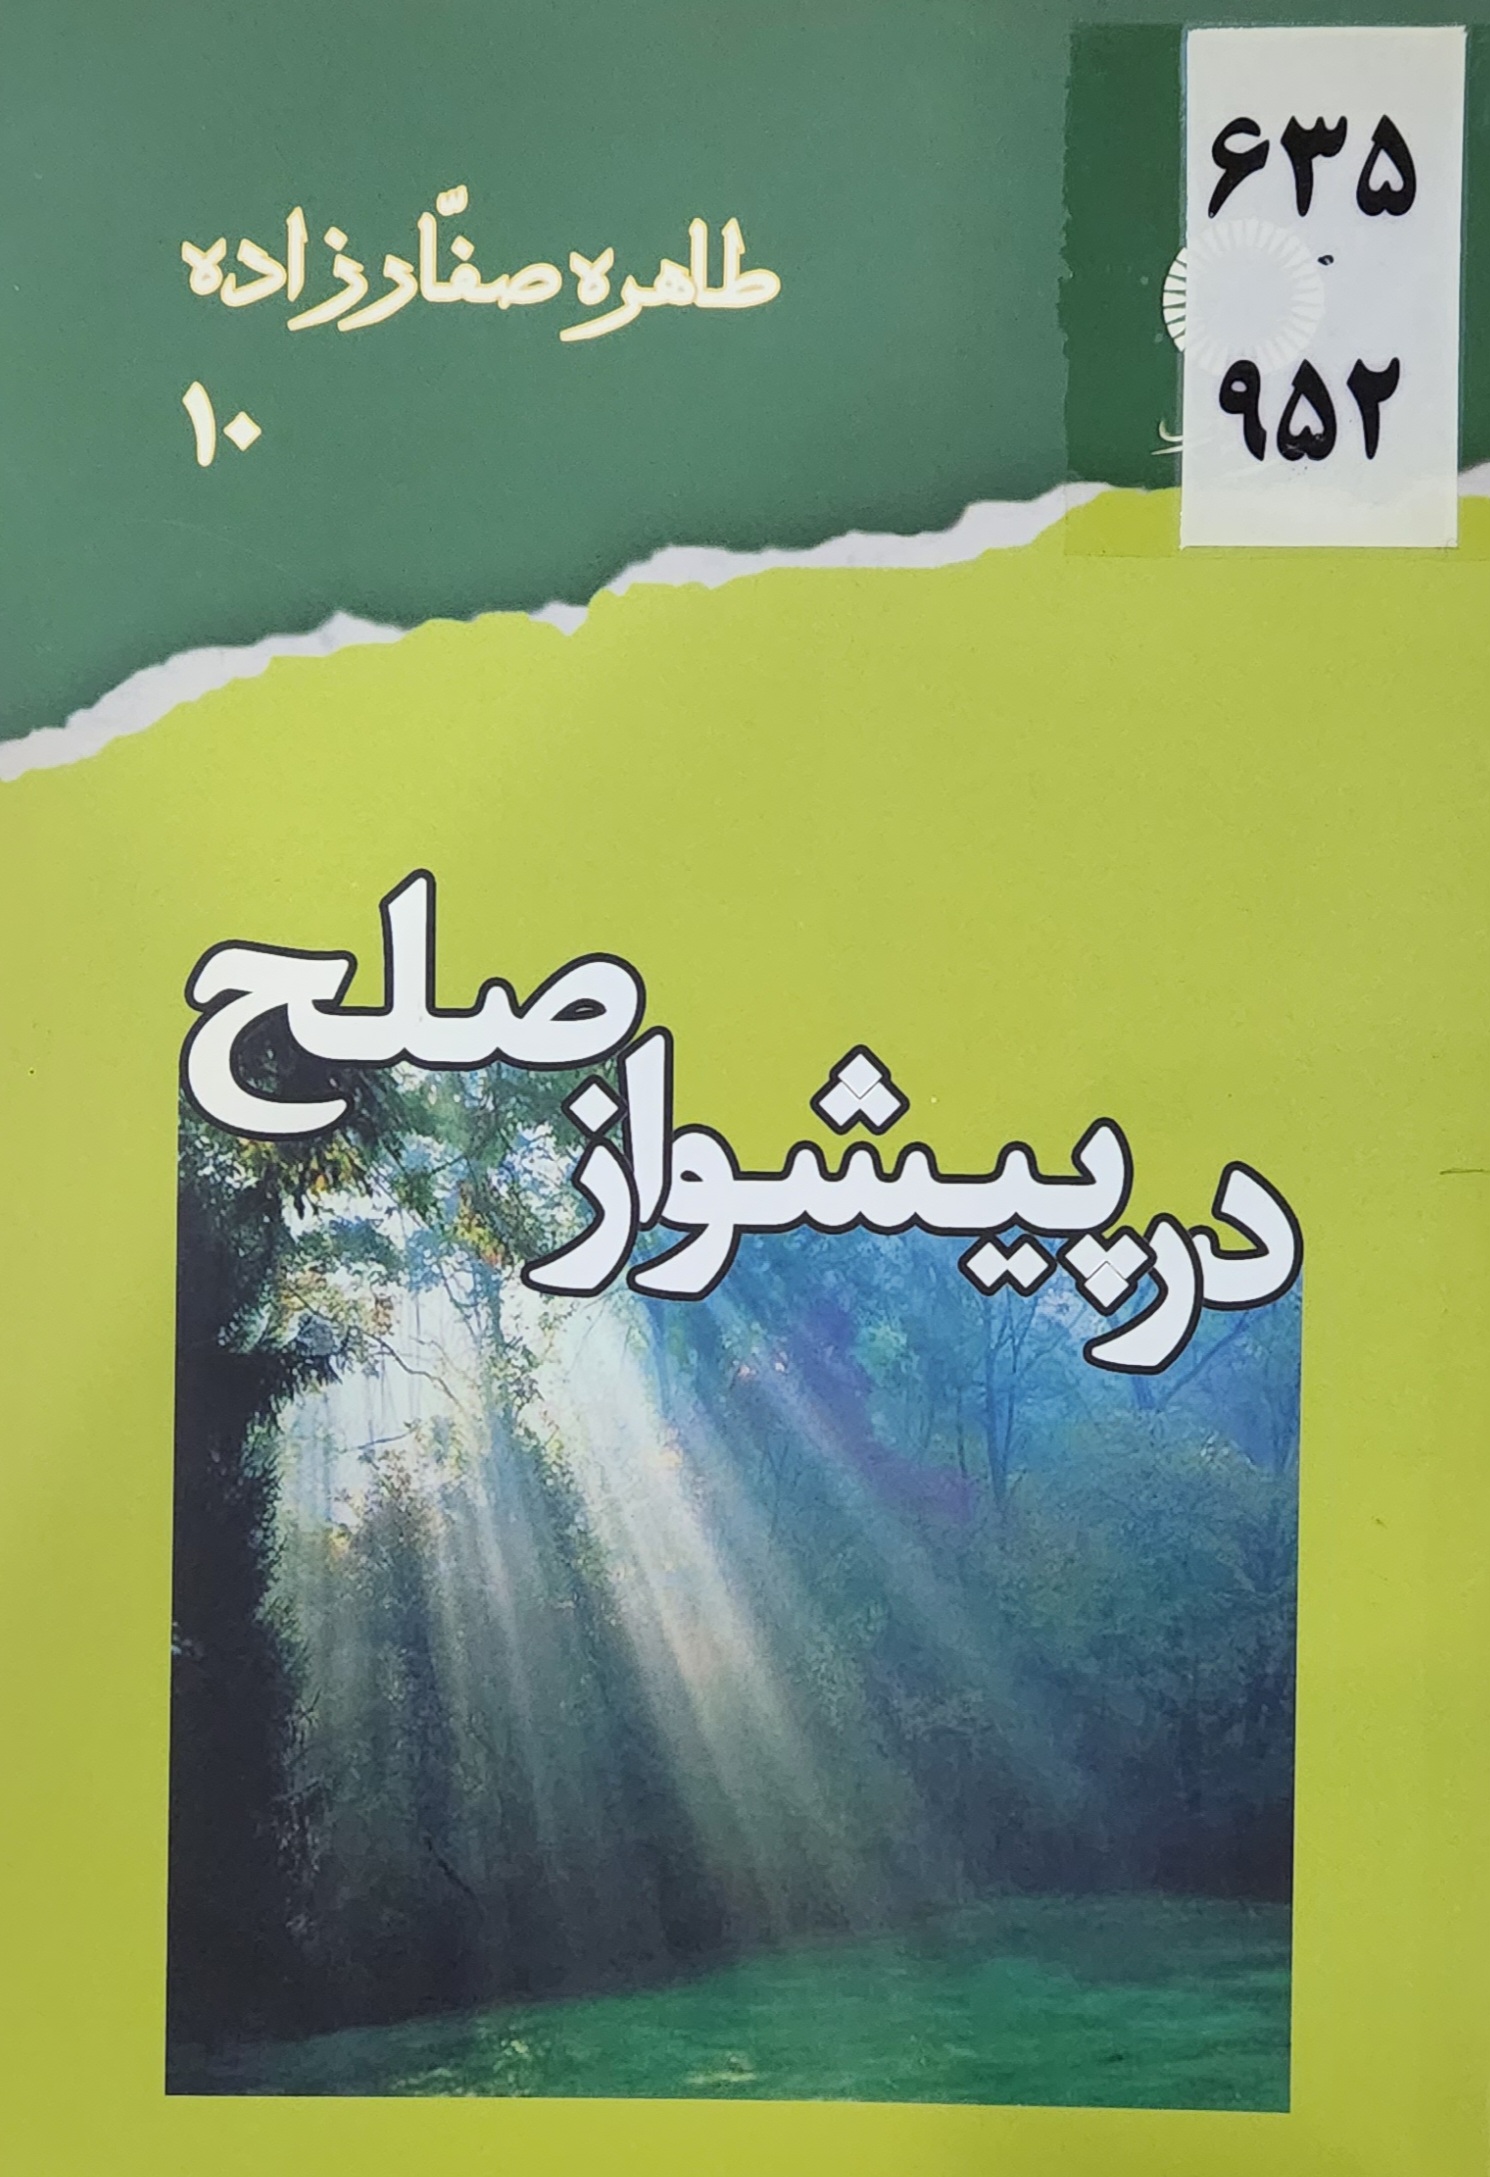 طاهره صفّارزاده
۱۰
۶۳۵
۹۵۲
در پیشواز صلح